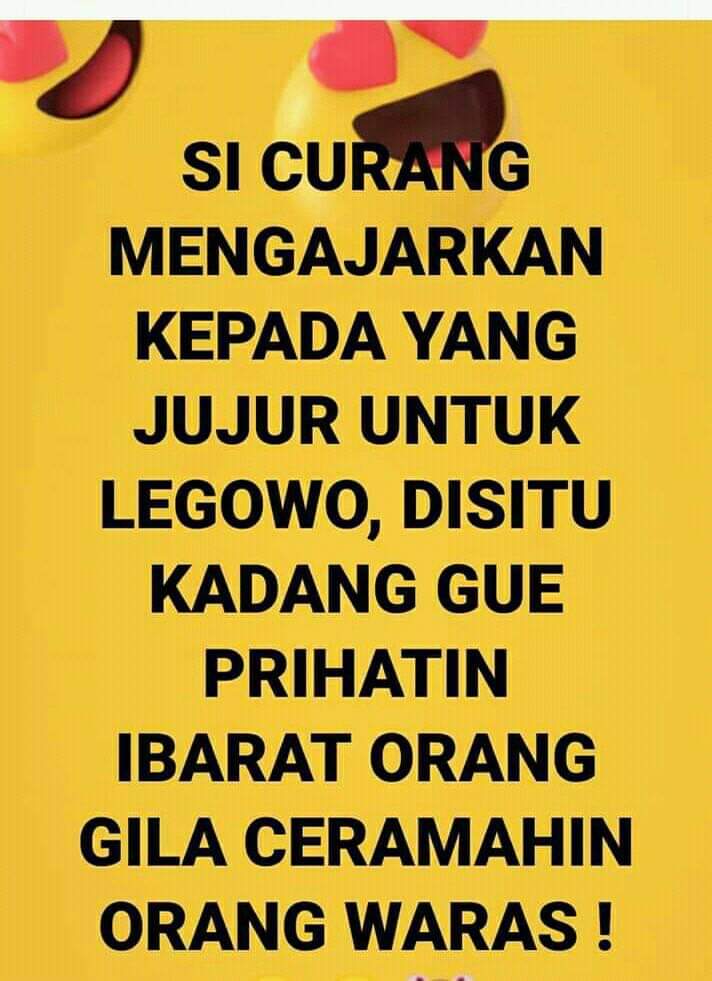 SI CURANG
MENGAJARKAN
KEPADA YANG
JUJUR UNTUK
LEGOWO, DISITU
KADANG GUE
PRIHATIN
IBARAT ORANG
GILA CERAMAHIN
ORANG WARAS !